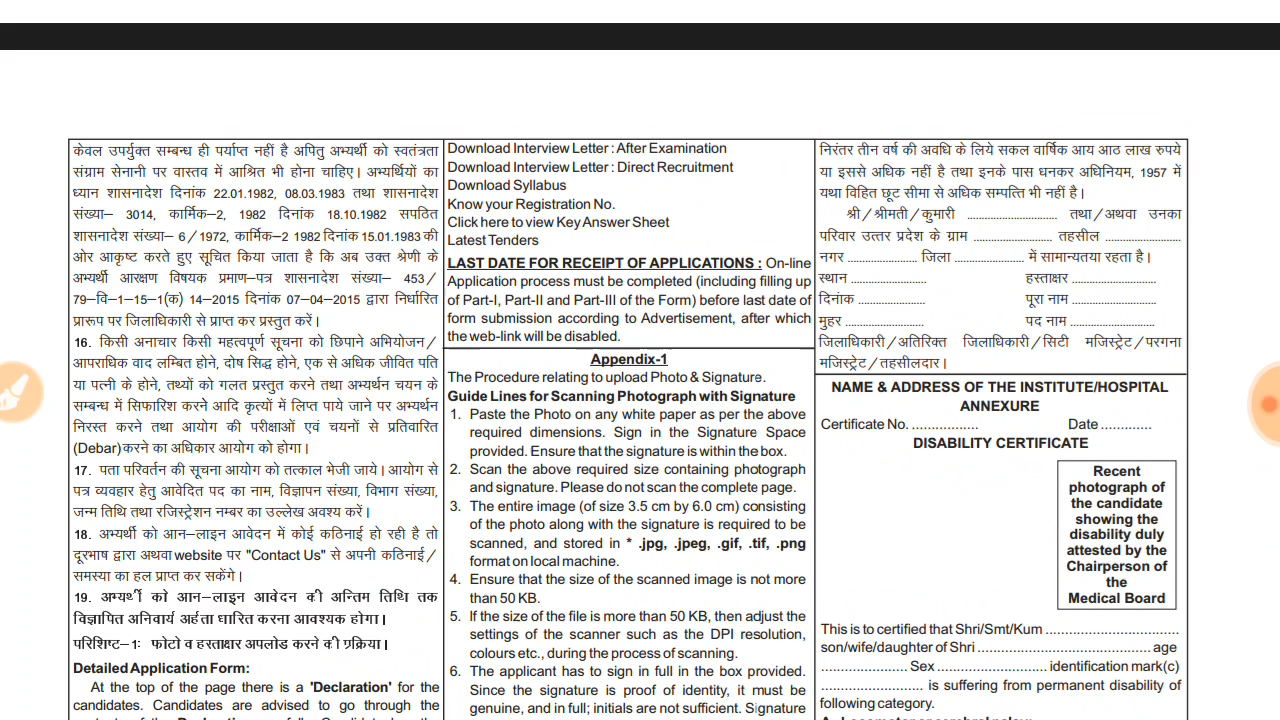 केवल उपर्युक्त सम्बन्ध ही पर्याप्त नहीं है अपितु अभ्यर्थी को स्वतंत्रता
संग्राम सेनानी पर वास्तव में आश्रित भी होना चाहिए। अभ्यर्थियों का
ध्यान शासनादेश दिनांक 22.01.1982, 08.03.1983 तथा शासनादेश
संख्या– 3014, कार्मिक–2, 1982 दिनांक 18.10.1982 सपठित
शासनादेश संख्या– 6/1972, कार्मिक–2 1982 दिनांक 15.01.1983 की
ओर आकृष्ट करते हुए सूचित किया जाता है कि अब उक्त श्रेणी के
अभ्यर्थी आरक्षण विषयक प्रमाण–पत्र शासनादेश संख्या– 453/
79–वि–1–15–1(क) 14–2015 दिनांक 07–04–2015 द्वारा निर्धारित
प्रारूप पर जिलाधिकारी से प्राप्त कर प्रस्तुत करें।
16. किसी अनाचार किसी महत्वपूर्ण सूचना को छिपाने अभियोजन/
आपराधिक वाद लम्बित होने, दोष सिद्ध होने, एक से अधिक जीवित पति
या पत्नी के होने, तथ्यों को गलत प्रस्तुत करने तथा अभ्यर्थन चयन के
सम्बन्ध में सिफारिश करने आदि कृत्यों में लिप्त पाये जाने पर अभ्यर्थन
निरस्त करने तथा आयोग की परीक्षाओं एवं चयनों से प्रतिवारित
(Debar)करने का अधिकार आयोग को होगा।
17. पता परिवर्तन की सूचना आयोग को तत्काल भेजी जाये। आयोग से
पत्र व्यवहार हेतु आवेदित पद का नाम, विज्ञापन संख्या, विभाग संख्या,
जन्म तिथि तथा रजिस्ट्रेशन नम्बर का उल्लेख अवश्य करें।
18. अभ्यर्थी को आन–लाइन आवेदन में कोई कठिनाई हो रही है तो
दूरभाष द्वारा अथवा website पर "Contact Us" से अपनी कठिनाई/
समस्या का हल प्राप्त कर सकेंगे।
19. अभ्यर्थी को आन–लाइन आवेदन की अन्तिम तिथि तक
विज्ञापित अनिवार्य अर्हता धारित करना आवश्यक होगा।
परिशिष्ट–1: फोटो व हस्ताक्षर अपलोड करने की प्रक्रिया।
Detailed Application Form:
At the top of the page there is a 'Declaration' for the
candidates. Candidates are advised to go through the
Download Interview Letter : After Examination
Download Interview Letter : Direct Recruitment
Download Syllabus
Know your Registration No.
Click here to view Key Answer Sheet
Latest Tenders
LAST DATE FOR RECEIPT OF APPLICATIONS : On-line
Application process must be completed (including filling up
of Part-I, Part-II and Part-III of the Form) before last date of
form submission according to Advertisement, after which
the web-link will be disabled.
Appendix-1
The Procedure relating to upload Photo & Signature.
Guide Lines for Scanning Photograph with Signature
1. Paste the Photo on any white paper as per the above
required dimensions. Sign in the Signature Space
provided. Ensure that the signature is within the box.
2. Scan the above required size containing photograph
and signature. Please do not scan the complete page.
3. The entire image (of size 3.5 cm by 6.0 cm) consisting
of the photo along with the signature is required to be
scanned, and stored in * .jpg, .jpeg, .gif, .tif, .png
format on local machine.
4. Ensure that the size of the scanned image is not more
than 50 KB.
5. If the size of the file is more than 50 KB, then adjust the
settings of the scanner such as the DPI resolution,
colours etc., during the process of scanning.
6. The applicant has to sign in full in the box provided.
Since the signature is proof of identity, it must be
genuine, and in full; initials are not sufficient. Signature
निरंतर तीन वर्ष की अवधि के लिये सकल वार्षिक आय आठ लाख रुपये
या इससे अधिक नहीं है तथा इनके पास धनकर अधिनियम, 1957 में
यथा विहित छूट सीमा से अधिक सम्पत्ति भी नहीं है।
श्री/श्रीमती/कुमारी ............................... तथा/अथवा उनका
परिवार उत्तर प्रदेश के ग्राम ........................... तहसील ..........................
नगर ........................ जिला ........................ में सामान्यतया रहता है।
स्थान .......................... हस्ताक्षर .............................
दिनांक ....................... पूरा नाम .............................
मुहर ........................... पद नाम .............................
जिलाधिकारी/अतिरिक्त जिलाधिकारी/सिटी मजिस्ट्रेट/परगना
मजिस्ट्रेट/तहसीलदार।
NAME & ADDRESS OF THE INSTITUTE/HOSPITAL
ANNEXURE
Certificate No. ................. Date .............
DISABILITY CERTIFICATE
Recent
photograph of
the candidate
showing the
disability duly
attested by the
Chairperson of
the
Medical Board
This is to certified that Shri/Smt/Kum ..................................
son/wife/daughter of Shri ........................................... age
...................... Sex ........................... identification mark(c)
.......................... is suffering from permanent disability of
following category.